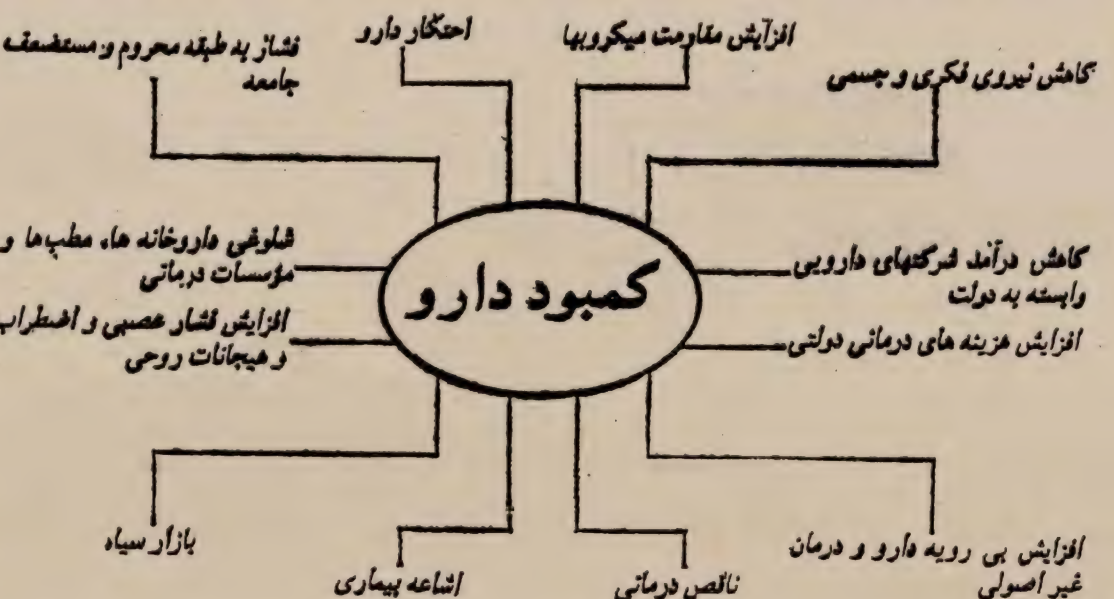 افزایش مقاومت میکروبها
احتکار دارو
فشار به طبقه محروم و مستضعف
جامعه
کاهش نیروی فکری و جسمی
شلوغی داروخانه ها، مطب‌ها و
مؤسسات درمانی
کاهش درآمد شرکتهای دارویی
وابسته به دولت
کمبود دارو
افزایش فشار عصبی و اضطراب
و هیجانات روحی
افزایش هزینه های درمانی دولتی
بازار سیاه
اشاعه بیماری
ناقص درمانی
افزایش بی رویه دارو و درمان
غیر اصولی